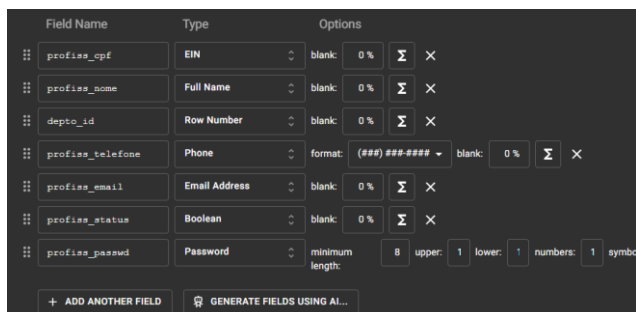 Field Name Type Options
profiss_cpf EIN blank: 0 % Σ ×
profiss_nome Full Name blank: 0 % Σ ×
depto_id Row Number blank: 0 % Σ ×
profiss_telefone Phone format: (###) ###-#### blank: 0 % Σ ×
profiss_email Email Address blank: 0 % Σ ×
profiss_status Boolean blank: 0 % Σ ×
profiss_passwd Password minimum length: 8 upper: 1 lower: 1 numbers: 1 symbo
+ ADD ANOTHER FIELD GENERATE FIELDS USING AI...